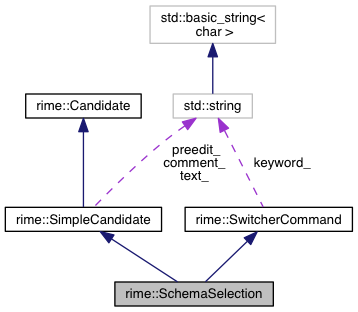 std::basic_string<
char >
rime::Candidate
std::string
preedit_
comment_
text_
keyword_
rime::SimpleCandidate
rime::SwitcherCommand
rime::SchemaSelection